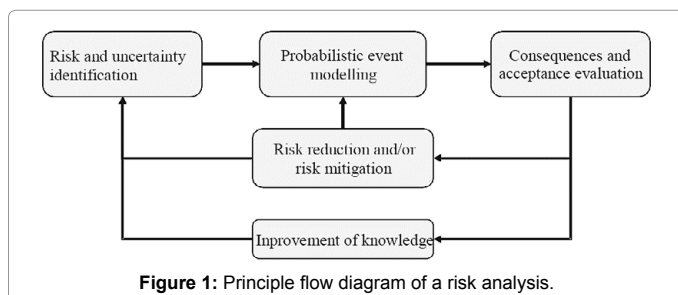 Risk and uncertainty
identification
Probabilistic event
modelling
Consequences and
acceptance evaluation
Risk reduction and/or
risk mitigation
Inprovement of knowledge
Figure 1: Principle flow diagram of a risk analysis.